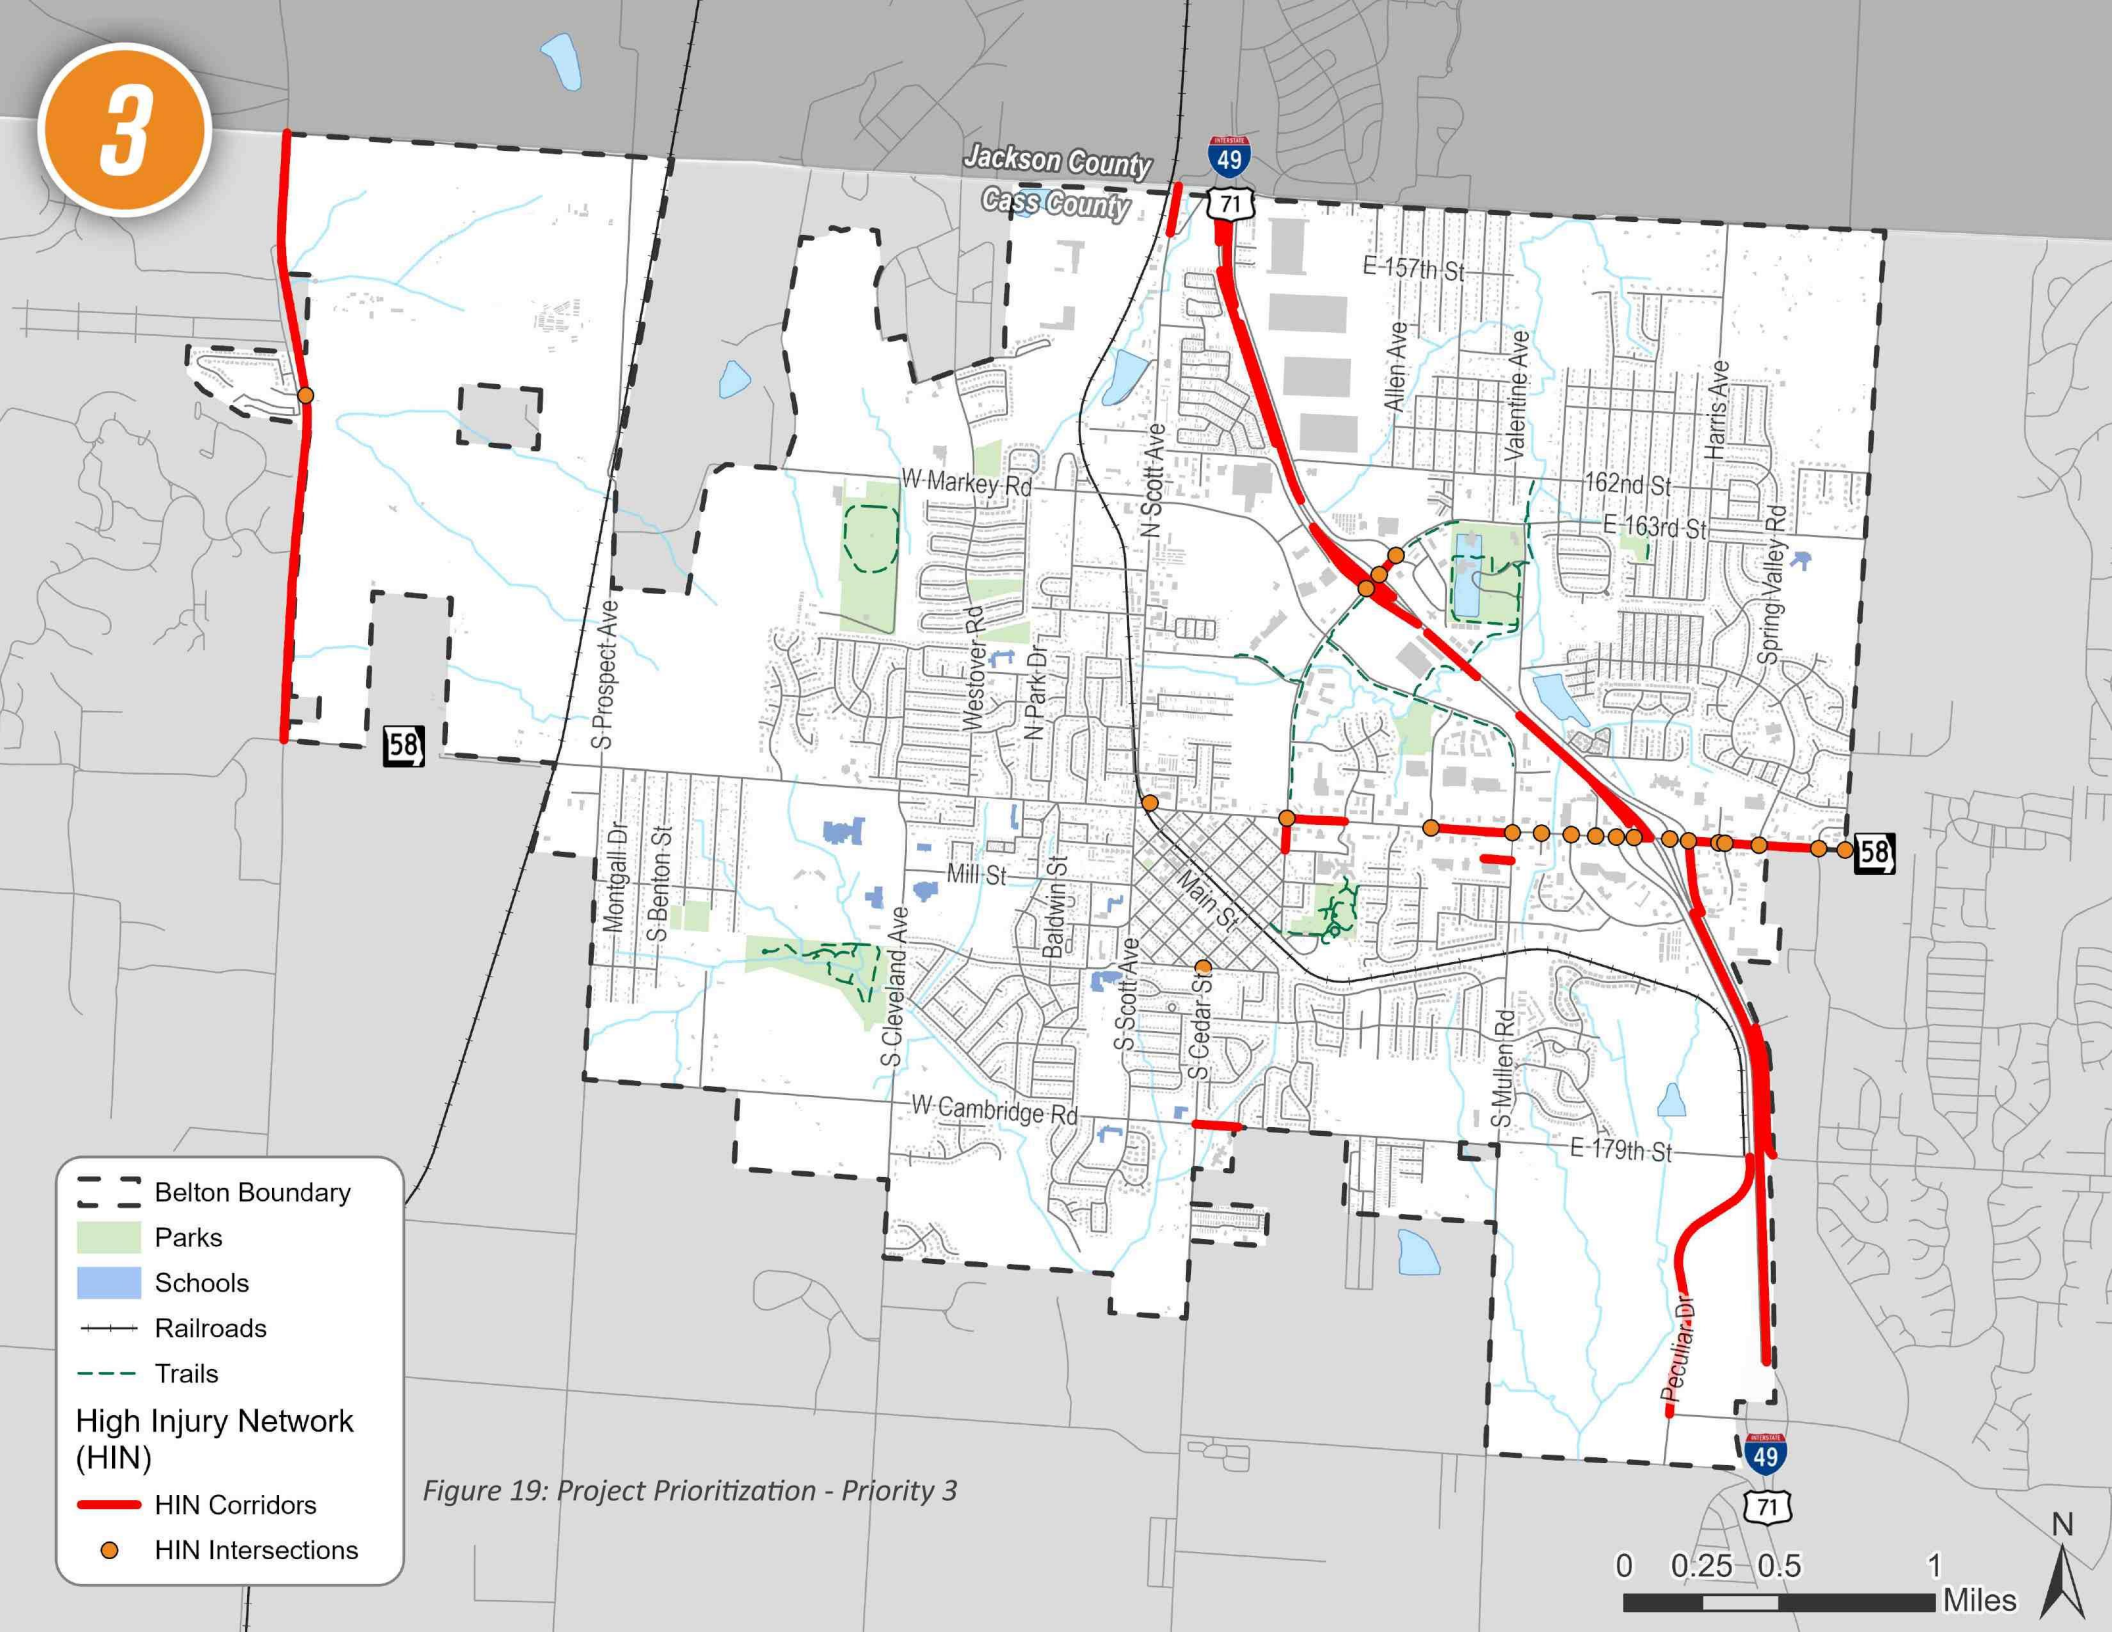 3
Jackson County
Cass County
INTERSTATE
49
71
E 157th St
Allen Ave
Valentine Ave
Harris Ave
N Scott Ave
W Markey Rd
162nd St
E 163rd St
Spring Valley Rd
S Prospect Ave
Westover Rd
N Park Dr
58
58
Montgall Dr
S Benton St
Mill St
Baldwin St
Main St
S Cleveland Ave
S Scott Ave
S Cedar St
S Mullen Rd
W Cambridge Rd
E 179th St
Peculiar Dr
Belton Boundary
Parks
Schools
Railroads
Trails
High Injury Network
(HIN)
HIN Corridors
HIN Intersections
Figure 19: Project Prioritization - Priority 3
INTERSTATE
49
71
N
0 0.25 0.5 1
Miles